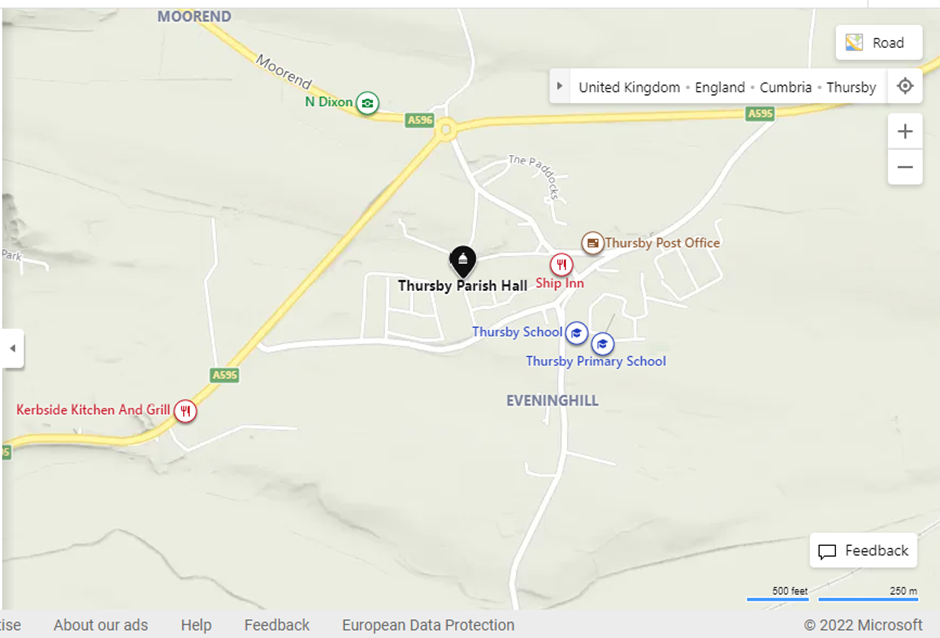 MOOREND
Moorend
Road
United Kingdom • England • Cumbria • Thursby
N Dixon
A596
A595
The Paddocks
Thursby Post Office
Park
Thursby Parish Hall
Ship Inn
Thursby School
Thursby Primary School
A595
EVENINGHILL
Kerbside Kitchen And Grill
Feedback
500 feet
250 m
About our ads
Help
Feedback
European Data Protection
© 2022 Microsoft